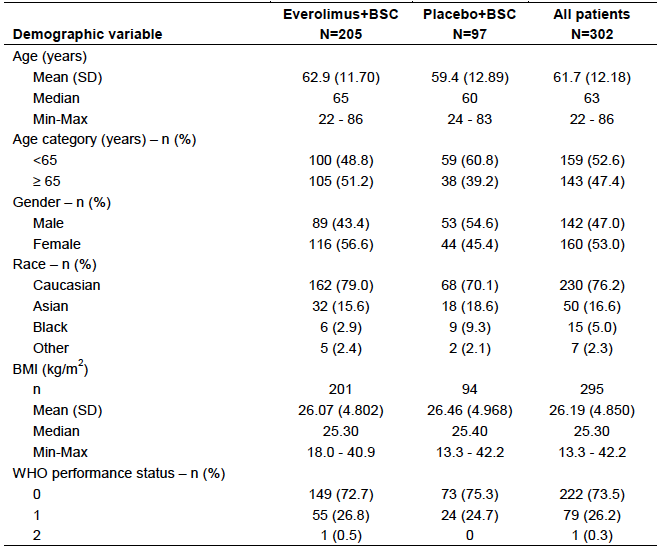 Everolimus+BSC Placebo+BSC All patients
Demographic variable N=205 N=97 N=302
Age (years)
Mean (SD) 62.9 (11.70) 59.4 (12.89) 61.7 (12.18)
Median 65 60 63
Min-Max 22 - 86 24 - 83 22 - 86
Age category (years) – n (%)
<65 100 (48.8) 59 (60.8) 159 (52.6)
≥ 65 105 (51.2) 38 (39.2) 143 (47.4)
Gender – n (%)
Male 89 (43.4) 53 (54.6) 142 (47.0)
Female 116 (56.6) 44 (45.4) 160 (53.0)
Race – n (%)
Caucasian 162 (79.0) 68 (70.1) 230 (76.2)
Asian 32 (15.6) 18 (18.6) 50 (16.6)
Black 6 (2.9) 9 (9.3) 15 (5.0)
Other 5 (2.4) 2 (2.1) 7 (2.3)
BMI (kg/m²)
n 201 94 295
Mean (SD) 26.07 (4.802) 26.46 (4.968) 26.19 (4.850)
Median 25.30 25.40 25.30
Min-Max 18.0 - 40.9 13.3 - 42.2 13.3 - 42.2
WHO performance status – n (%)
0 149 (72.7) 73 (75.3) 222 (73.5)
1 55 (26.8) 24 (24.7) 79 (26.2)
2 1 (0.5) 0 1 (0.3)